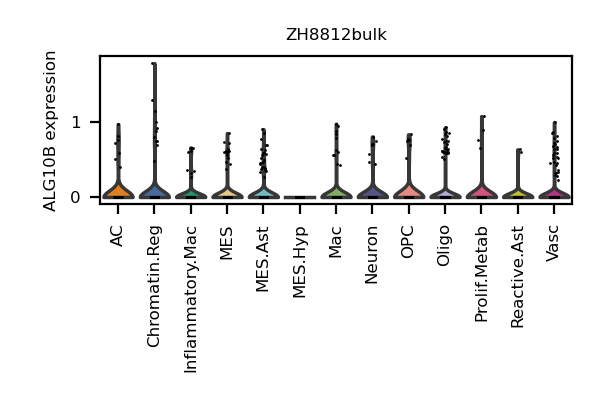 ZH8812bulk
ALG10B expression
1
0
AC
Chromatin.Reg
Inflammatory.Mac
MES
MES.Ast
MES.Hyp
Mac
Neuron
OPC
Oligo
Prolif.Metab
Reactive.Ast
Vasc